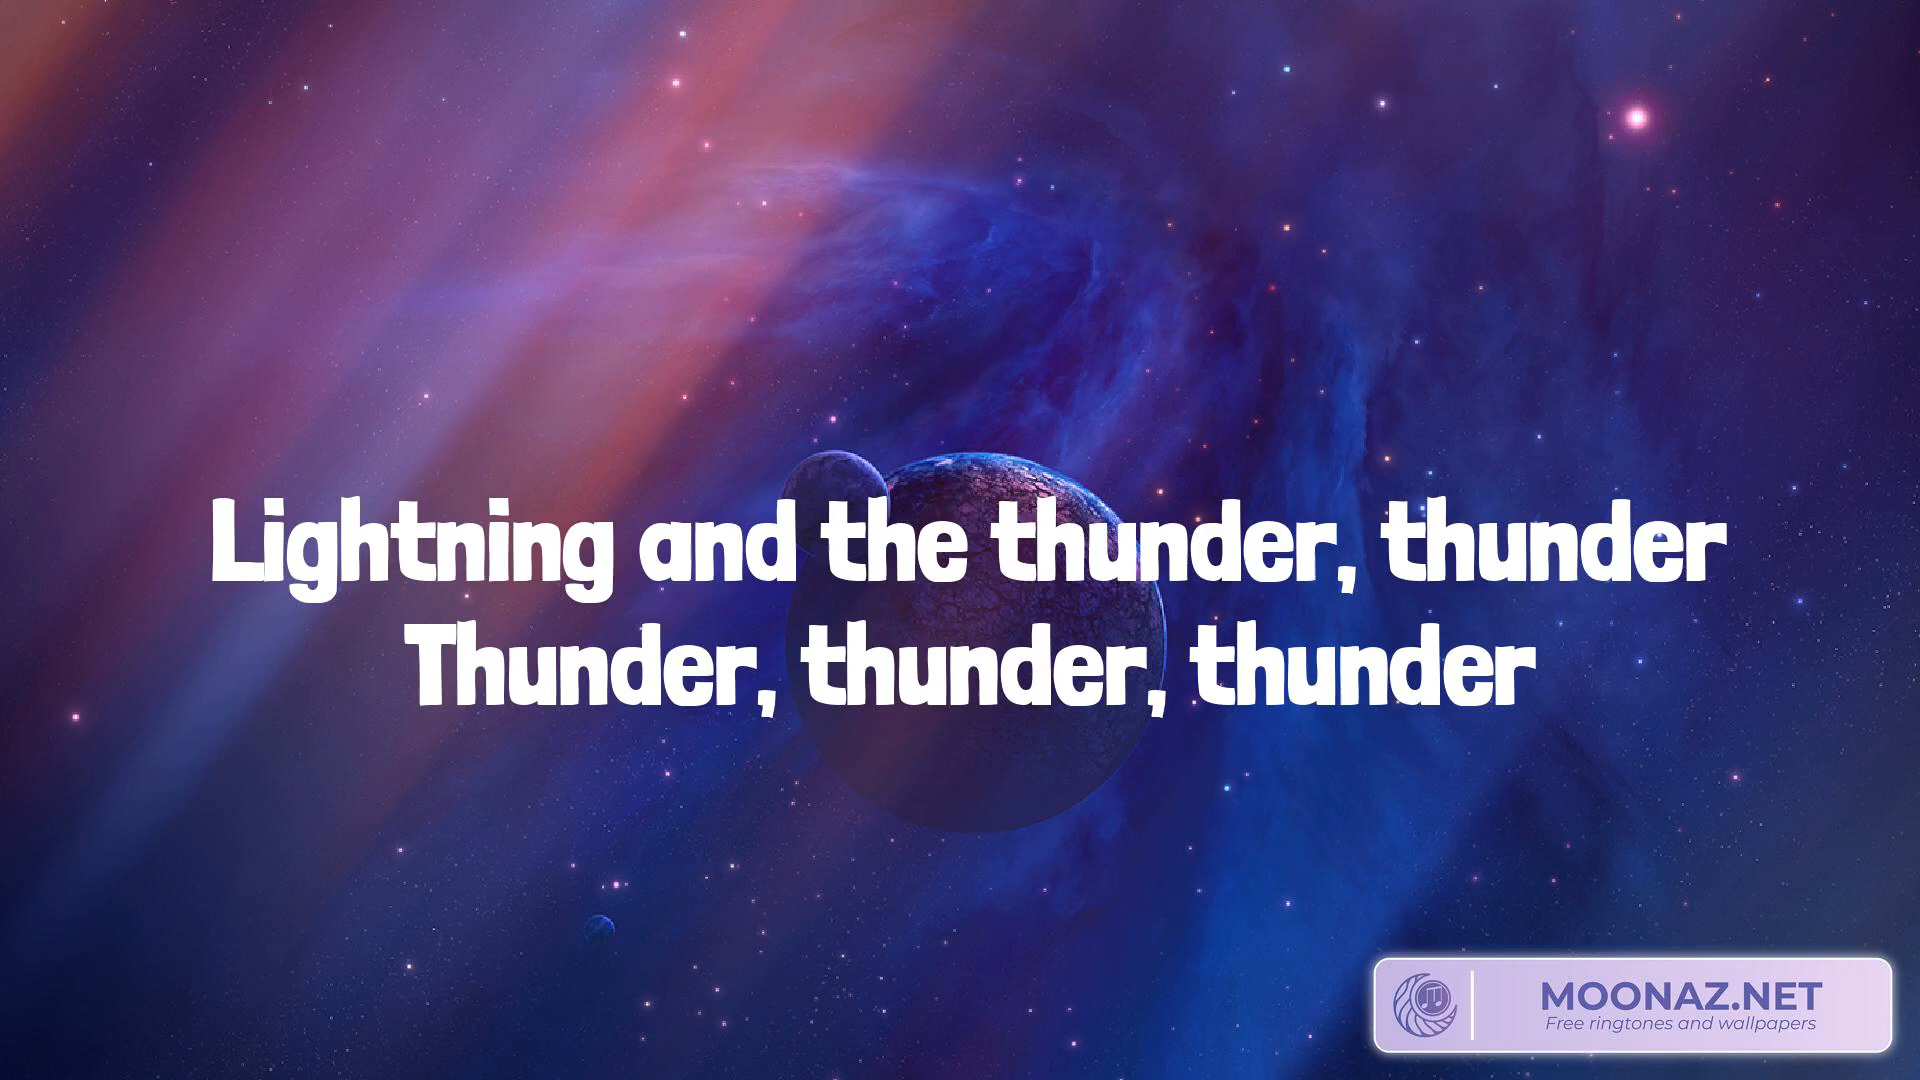 Lightning and the thunder, thunder
Thunder, thunder, thunder
MOONAZ.NET
Free ringtones and wallpapers